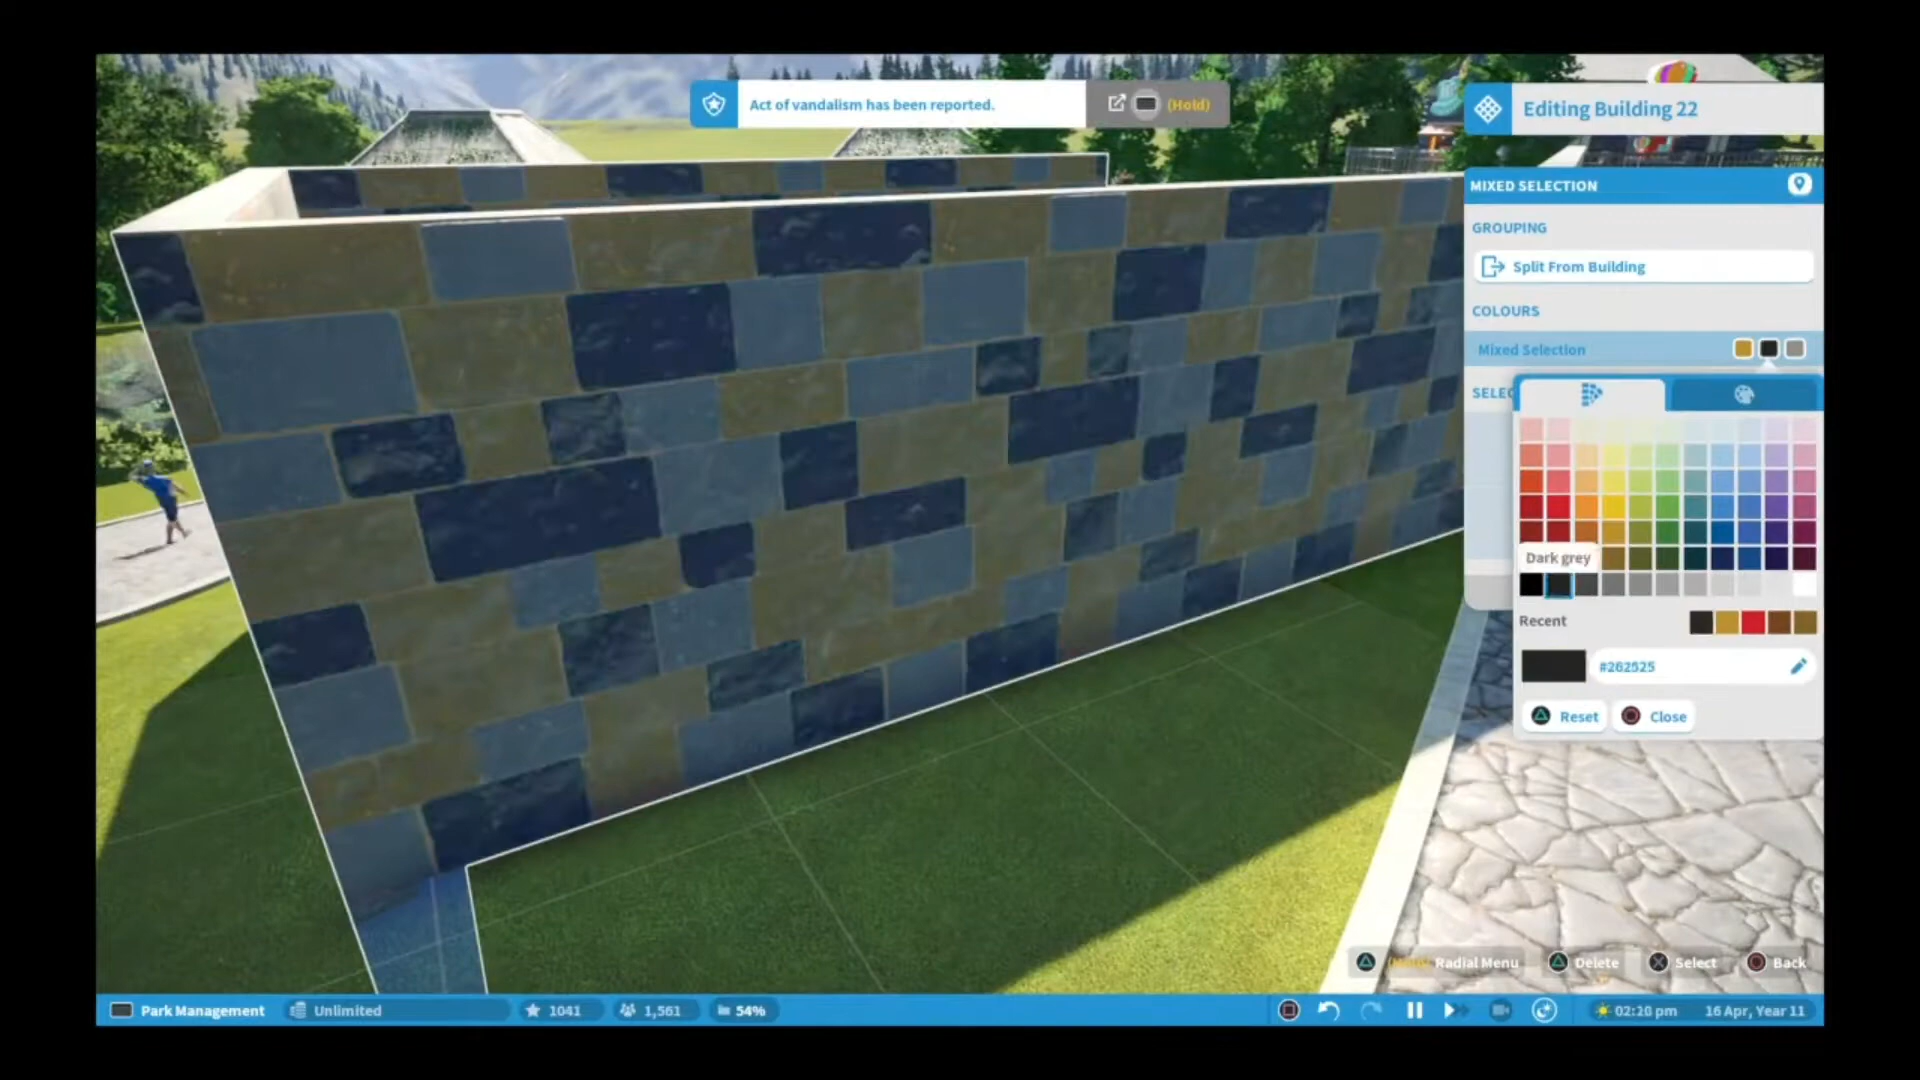 Act of vandalism has been reported.
(Hold)
Editing Building 22
MIXED SELECTION
GROUPING
Split From Building
COLOURS
Mixed Selection
SELEC
Dark grey
Recent
#262525
Reset
Close
Radial Menu
Delete
Select
Back
Park Management
Unlimited
1041
1,561
54%
02:20 pm
16 Apr, Year 11